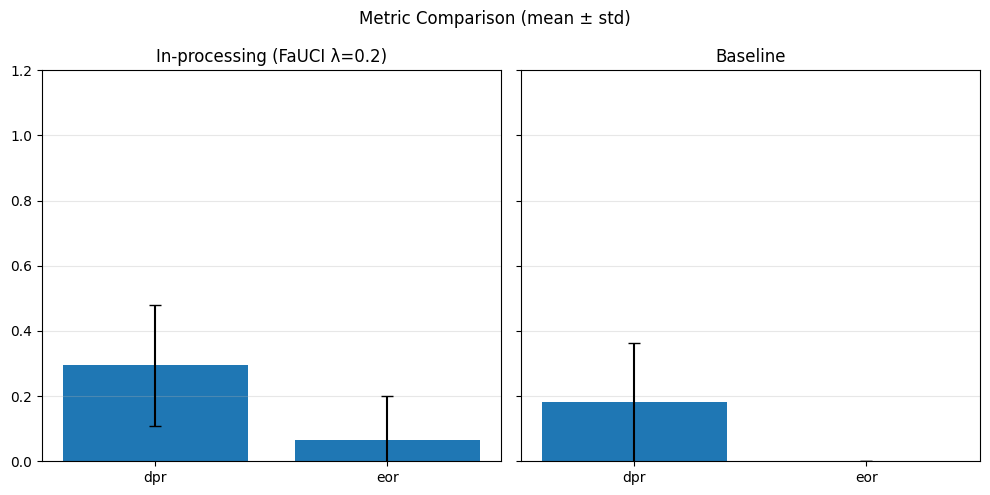 Metric Comparison (mean ± std)
In-processing (FaUCI λ=0.2)
Baseline
1.2
1.0
0.8
0.6
0.4
0.2
0.0
dpr
eor
dpr
eor